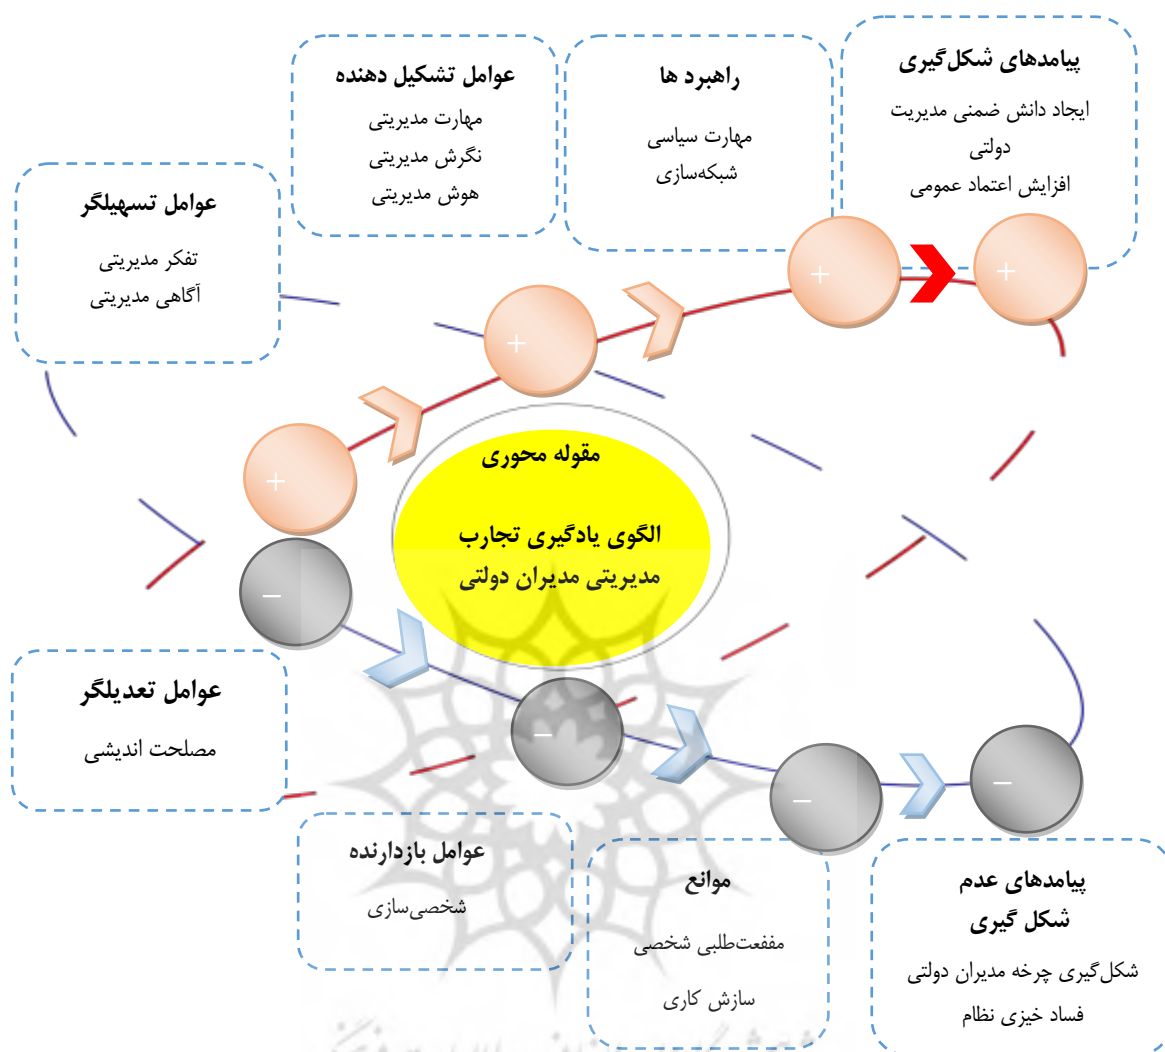 پیامدهای شکل‌گیری
ایجاد دانش ضمنی مدیریت
دولتی
افزایش اعتماد عمومی
راهبرد ها
مهارت سیاسی
شبکه‌سازی
عوامل تشکیل دهنده
مهارت مدیریتی
نگرش مدیریتی
هوش مدیریتی
عوامل تسهیلگر
تفکر مدیریتی
آگاهی مدیریتی
+
+
+
+
مقوله محوری
الگوی یادگیری تجارب
مدیریتی مدیران دولتی
−
−
−
−
عوامل تعدیلگر
مصلحت اندیشی
عوامل بازدارنده
شخصی‌سازی
موانع
مفعت‌طلبی شخصی
سازش کاری
پیامدهای عدم
شکل گیری
شکل‌گیری چرخه مدیران دولتی
فساد خیزی نظام